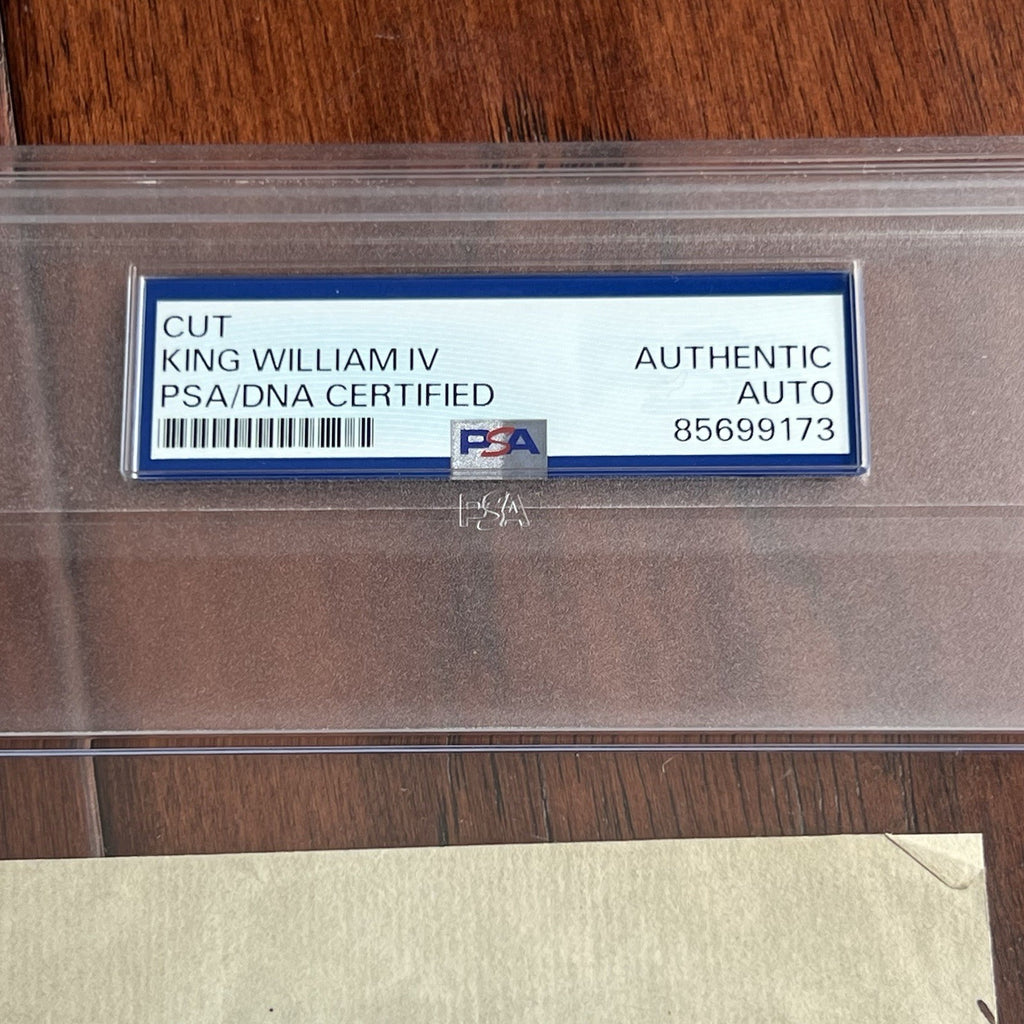 CUT
KING WILLIAM IV
PSA/DNA CERTIFIED
AUTHENTIC
AUTO
85699173
PSA
PSA